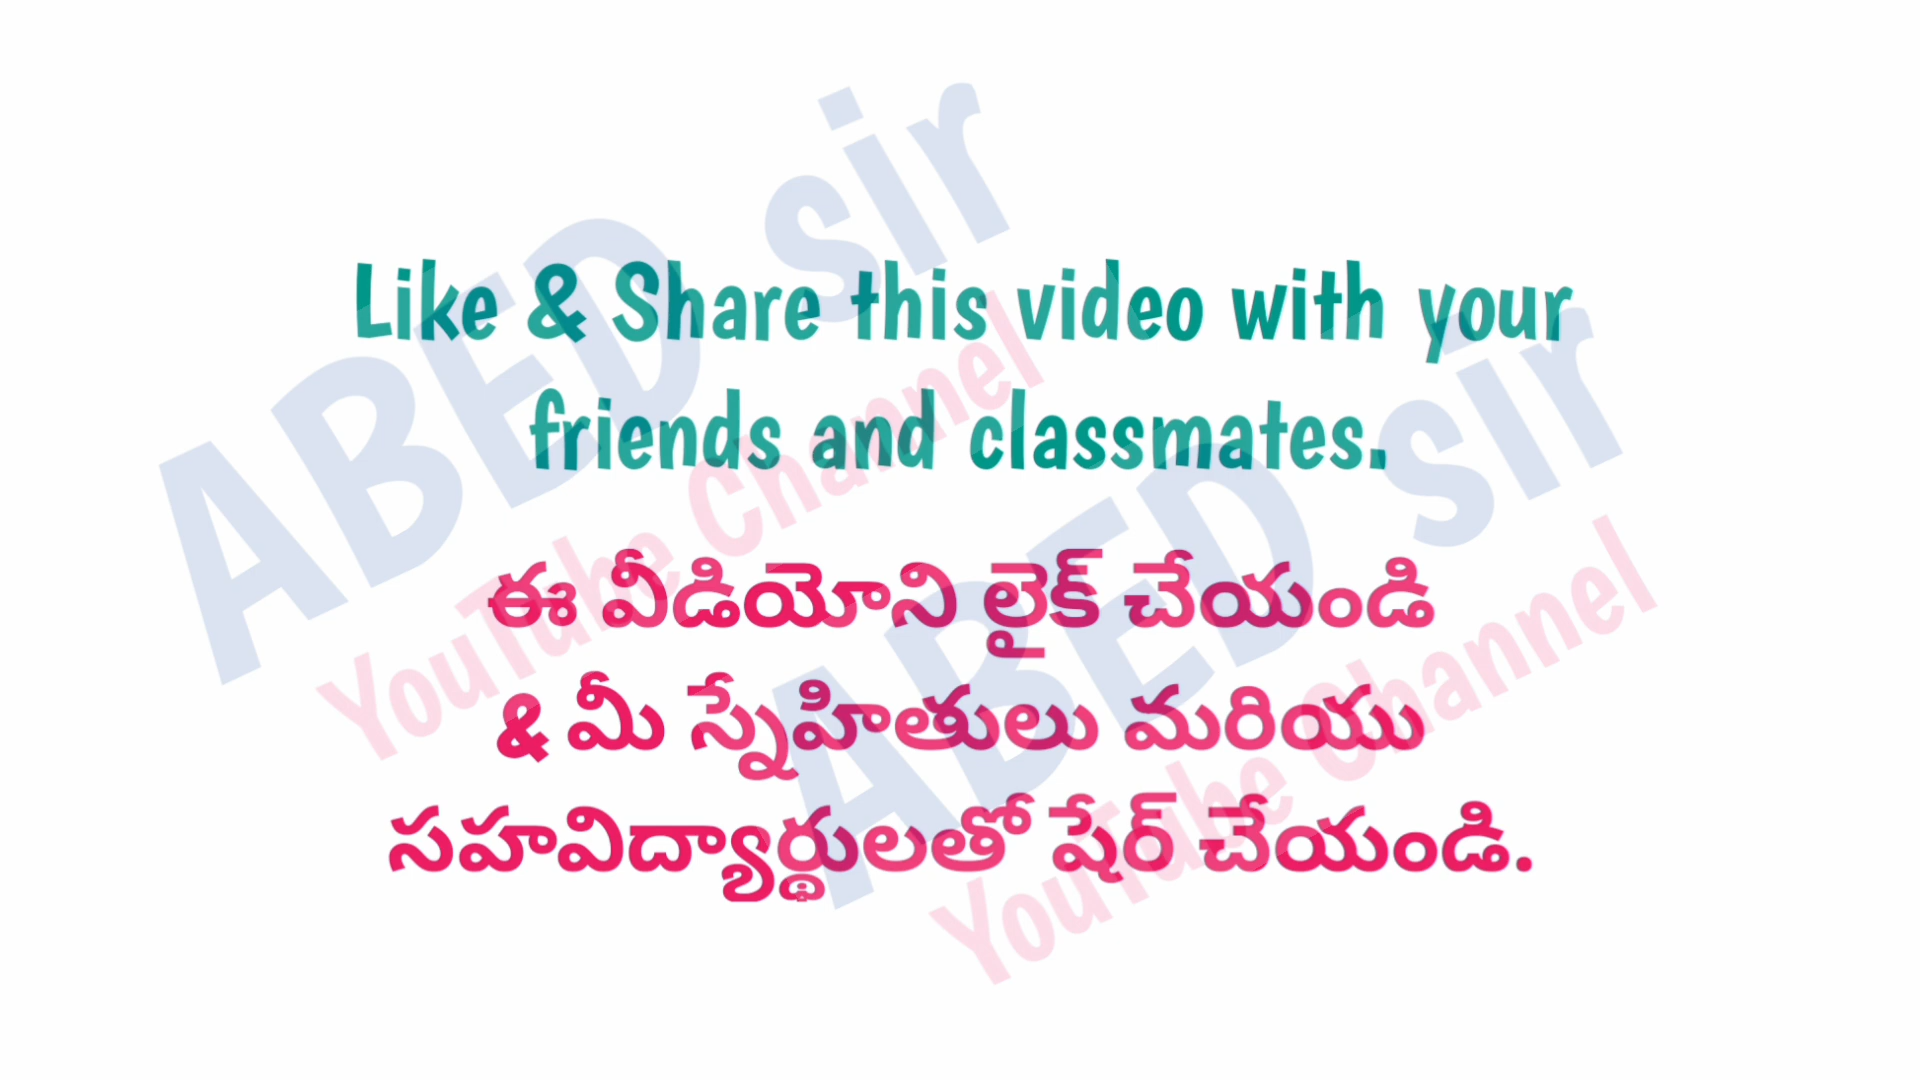 Like & Share this video with your
friends and classmates.
ఈ వీడియోని లైక్ చేయండి
& మీ స్నేహితులు మరియు
సహవిద్యార్థులతో షేర్ చేయండి.
ABED sir
YouTube Channel
ABED sir
YouTube Channel